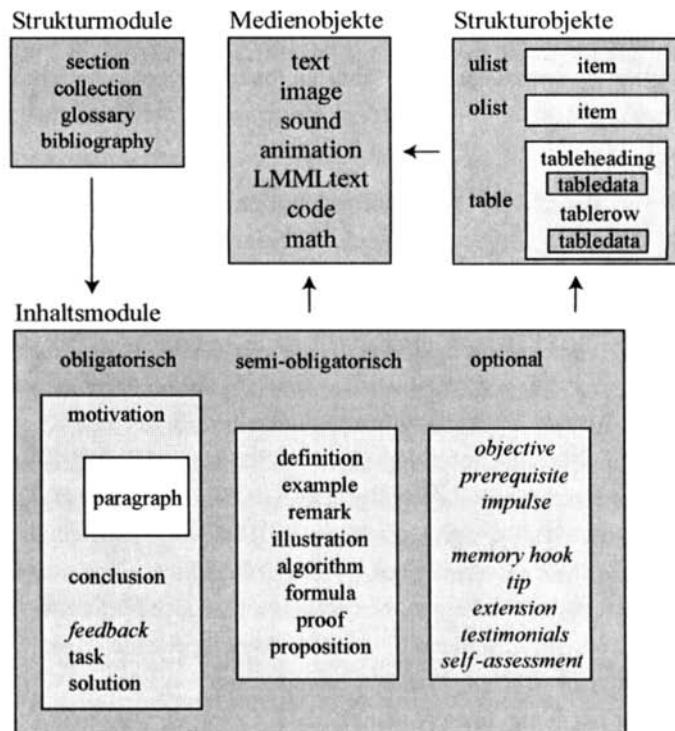 Strukturmodule
section
collection
glossary
bibliography
Medienobjekte
text
image
sound
animation
LMMLtext
code
math
Strukturobjekte
ulist
item
olist
item
table
tableheading
tabledata
tablerow
tabledata
Inhaltsmodule
obligatorisch
motivation
paragraph
conclusion
feedback
task
solution
semi-obligatorisch
definition
example
remark
illustration
algorithm
formula
proof
proposition
optional
objective
prerequisite
impulse
memory hook
tip
extension
testimonials
self-assessment